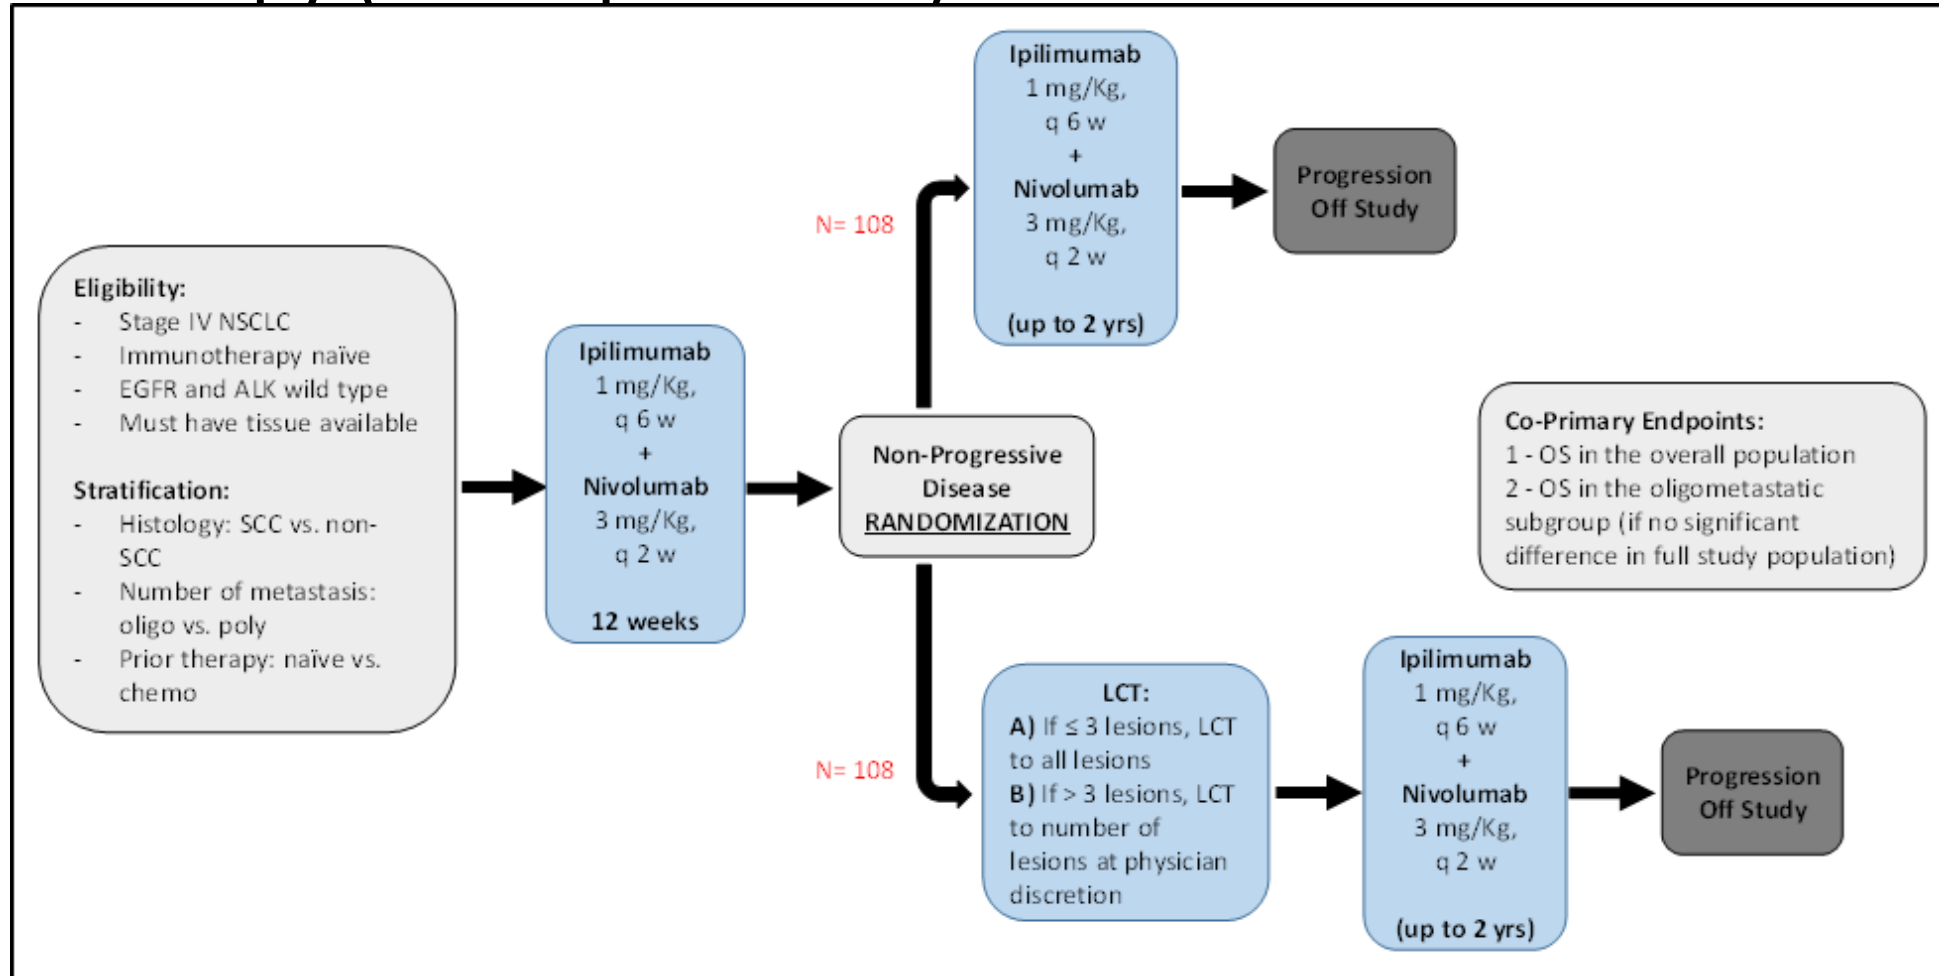 Eligibility:
- Stage IV NSCLC
- Immunotherapy naïve
- EGFR and ALK wild type
- Must have tissue available
Stratification:
- Histology: SCC vs. non-
SCC
- Number of metastasis:
oligo vs. poly
- Prior therapy: naïve vs.
chemo
Ipilimumab
1 mg/Kg,
q 6 w
+
Nivolumab
3 mg/Kg,
q 2 w
12 weeks
Non-Progressive
Disease
RANDOMIZATION
N= 108
Ipilimumab
1 mg/Kg,
q 6 w
+
Nivolumab
3 mg/Kg,
q 2 w
(up to 2 yrs)
Progression
Off Study
N= 108
LCT:
A) If ≤ 3 lesions, LCT
to all lesions
B) If > 3 lesions, LCT
to number of
lesions at physician
discretion
Ipilimumab
1 mg/Kg,
q 6 w
+
Nivolumab
3 mg/Kg,
q 2 w
(up to 2 yrs)
Progression
Off Study
Co-Primary Endpoints:
1 - OS in the overall population
2 - OS in the oligometastatic
subgroup (if no significant
difference in full study population)